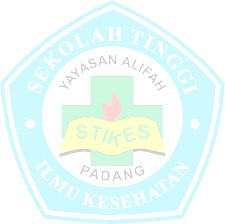 SEKOLAH TINGGI
YAYASAN ALIFAH
STIKES
PADANG
ILMU KESEHATAN